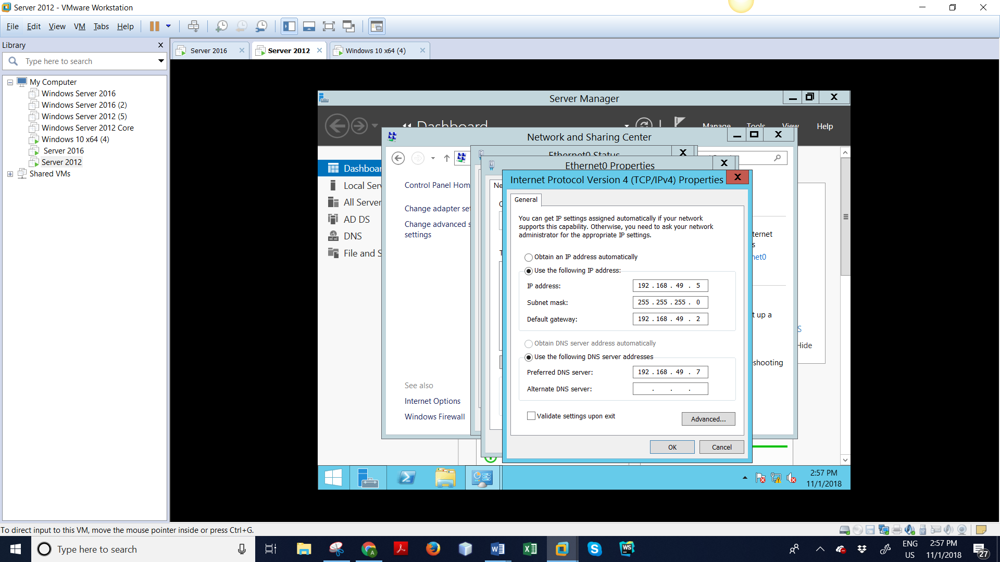 Server 2012 - VMware Workstation
File Edit View VM Tabs Help
Library
Type here to search
My Computer
Windows Server 2016
Windows Server 2016 (2)
Windows Server 2012 (5)
Windows Server 2012 Core
Windows 10 x64 (4)
Server 2016
Server 2012
Shared VMs
Server 2016
Server 2012
Windows 10 x64 (4)
Server Manager
Dashboard
Manage Tools View Help
Network and Sharing Center
Ethernet0 Status
Ethernet0 Properties
Internet Protocol Version 4 (TCP/IPv4) Properties
Dashboar
Local Serv
All Server
AD DS
DNS
File and S
Control Panel Hom
Change adapter set
Change advanced s
settings
See also
Internet Options
Windows Firewall
Ne
General
You can get IP settings assigned automatically if your network
supports this capability. Otherwise, you need to ask your network
administrator for the appropriate IP settings.
Obtain an IP address automatically
Use the following IP address:
IP address: 192 . 168 . 49 . 5
Subnet mask: 255 . 255 . 255 . 0
Default gateway: 192 . 168 . 49 . 2
Obtain DNS server address automatically
Use the following DNS server addresses
Preferred DNS server: 192 . 168 . 49 . 7
Alternate DNS server: . . .
Validate settings upon exit
Advanced...
OK Cancel
ternet
s
net0
t up a
eshooting
S
Hide
2:57 PM
11/1/2018
To direct input to this VM, move the mouse pointer inside or press Ctrl+G.
Type here to search
A
WS
ENG
US
2:57 PM
11/1/2018
27